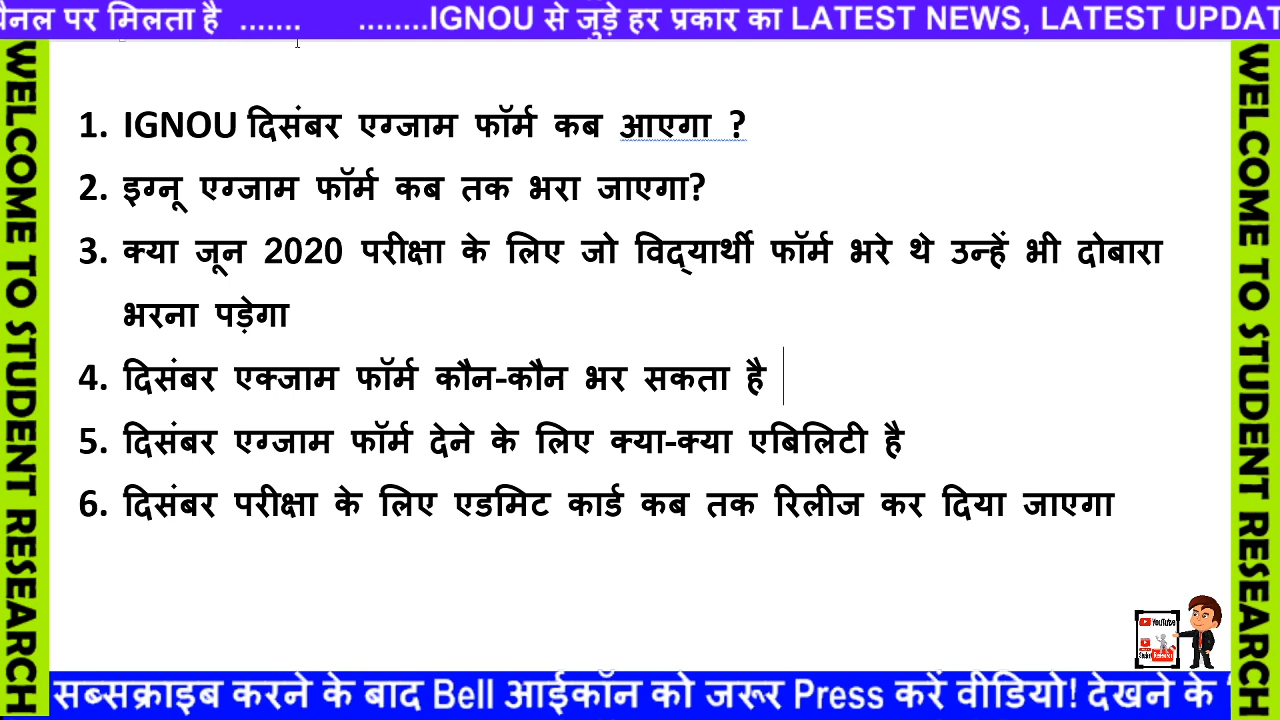 पर मिलता है ....... ........IGNOU से जुड़े हर प्रकार का LATEST NEWS, LATEST UPDAT
WELCOME TO STUDENT RESEARCH
1. IGNOU दिसंबर एग्जाम फॉर्म कब आएगा ?
2. इग्नू एग्जाम फॉर्म कब तक भरा जाएगा?
3. क्या जून 2020 परीक्षा के लिए जो विद्यार्थी फॉर्म भरे थे उन्हें भी दोबारा
भरना पड़ेगा
4. दिसंबर एक्जाम फॉर्म कौन-कौन भर सकता है
5. दिसंबर एग्जाम फॉर्म देने के लिए क्या-क्या एबिलिटी है
6. दिसंबर परीक्षा के लिए एडमिट कार्ड कब तक रिलीज कर दिया जाएगा
WELCOME TO STUDENT RESEARCH
YouTube
सब्सक्राइब करने के बाद Bell आईकॉन को जरूर Press करें वीडियो! देखने के